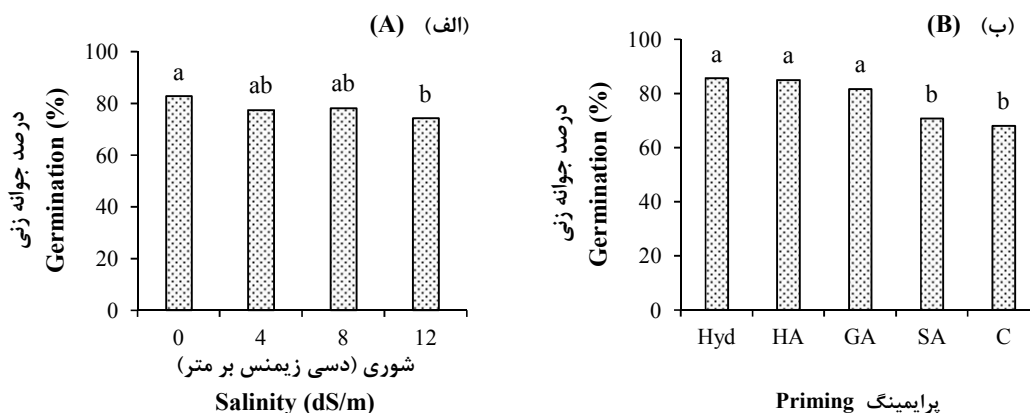 (الف) (A)
100
80
60
40
20
0
a
ab
ab
b
درصد جوانه زنی
Germination (%)
0 4 8 12
شوری (دسی زیمنس بر متر)
Salinity (dS/m)
(ب) (B)
100
80
60
40
20
0
a
a
a
b
b
درصد جوانه زنی
Germination (%)
Hyd HA GA SA C
پرایمینگ Priming